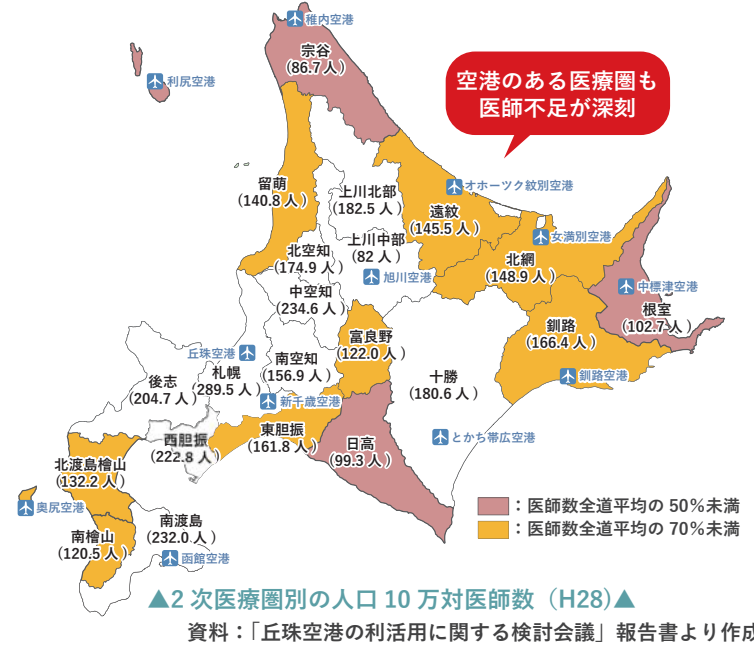 稚内空港
宗谷
(86.7人)
利尻空港
空港のある医療圏も
医師不足が深刻
留萌
(140.8人)
上川北部
(182.5人)
オホーツク紋別空港
遠紋
(145.5人)
上川中部
(82人)
旭川空港
女満別空港
北網
(148.9人)
北空知
(174.9人)
中空知
(234.6人)
中標津空港
根室
(102.7人)
釧路
(166.4人)
釧路空港
富良野
(122.0人)
丘珠空港
札幌
(289.5人)
南空知
(156.9人)
後志
(204.7人)
十勝
(180.6人)
新千歳空港
東胆振
(161.8人)
西胆振
(222.8人)
日高
(99.3人)
とかち帯広空港
北渡島檜山
(132.2人)
奥尻空港
南檜山
(120.5人)
南渡島
(232.0人)
函館空港
：医師数全道平均の50%未満
：医師数全道平均の70%未満
▲2次医療圏別の人口10万対医師数（H28)▲
資料：「丘珠空港の利活用に関する検討会議」報告書より作成